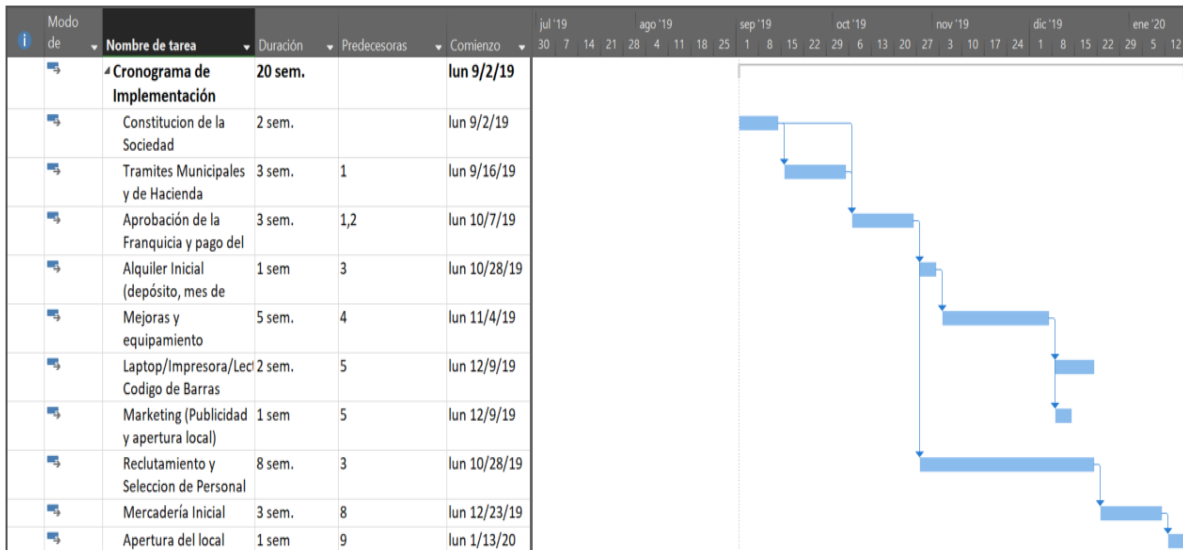 Modo
de
Nombre de tarea
Duración
Predecesoras
Comienzo
jul '19
ago '19
sep '19
oct '19
nov '19
dic '19
ene '20
30 7 14 21 28 4 11 18 25 1 8 15 22 29 6 13 20 27 3 10 17 24 1 8 15 22 29 5 12
Cronograma de 20 sem. lun 9/2/19
Implementación
Constitucion de la 2 sem. lun 9/2/19
Sociedad
Tramites Municipales 3 sem. 1 lun 9/16/19
y de Hacienda
Aprobación de la 3 sem. 1,2 lun 10/7/19
Franquicia y pago del
Alquiler Inicial 1 sem 3 lun 10/28/19
(depósito, mes de
Mejoras y 5 sem. 4 lun 11/4/19
equipamiento
Laptop/Impresora/Lect 2 sem. 5 lun 12/9/19
Codigo de Barras
Marketing (Publicidad 1 sem 5 lun 12/9/19
y apertura local)
Reclutamiento y 8 sem. 3 lun 10/28/19
Seleccion de Personal
Mercadería Inicial 3 sem. 8 lun 12/23/19
Apertura del local 1 sem 9 lun 1/13/20